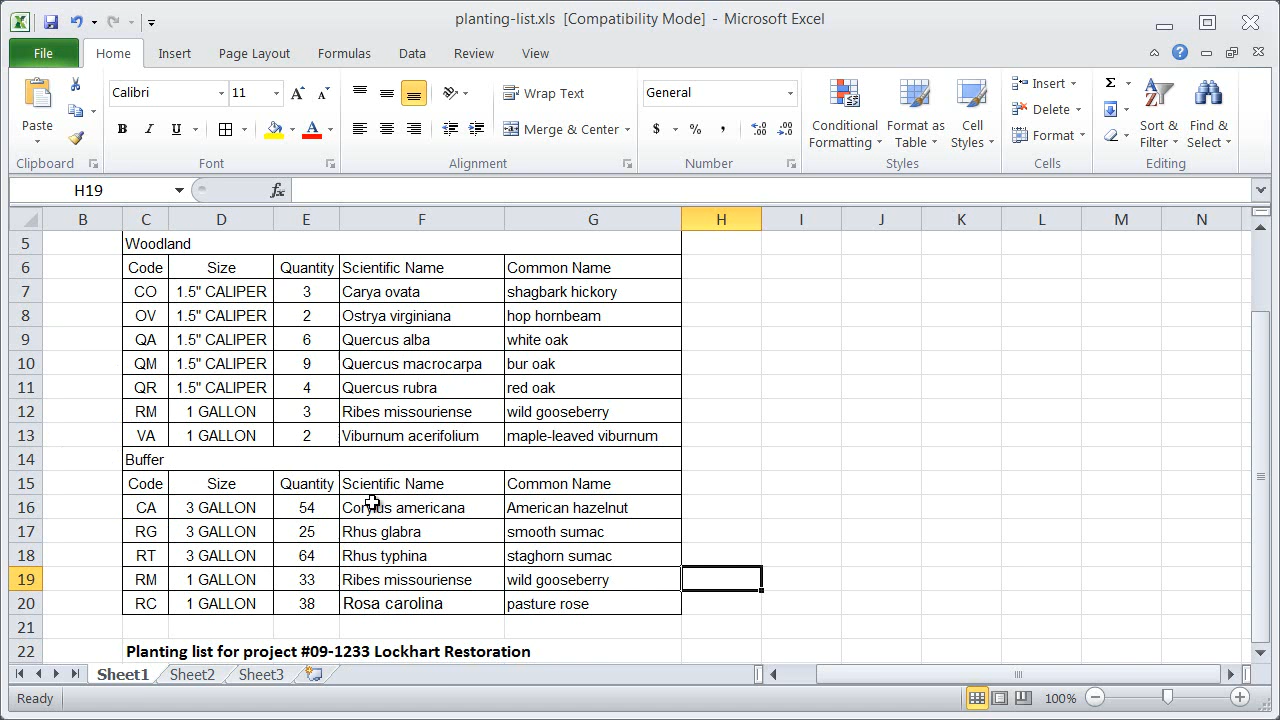 planting-list.xls [Compatibility Mode] - Microsoft Excel
File Home Insert Page Layout Formulas Data Review View
Paste Calibri 11 Wrap Text General Conditional Formatting Format as Table Cell Styles Insert Sort & Filter Find & Select
B I U A Merge & Center $ % , Delete
Format
Clipboard Font Alignment Number Styles Cells Editing
H19 fx
B C D E F G H I J K L M N
5 Woodland
6 Code Size Quantity Scientific Name Common Name
7 CO 1.5" CALIPER 3 Carya ovata shagbark hickory
8 OV 1.5" CALIPER 2 Ostrya virginiana hop hornbeam
9 QA 1.5" CALIPER 6 Quercus alba white oak
10 QM 1.5" CALIPER 9 Quercus macrocarpa bur oak
11 QR 1.5" CALIPER 4 Quercus rubra red oak
12 RM 1 GALLON 3 Ribes missouriense wild gooseberry
13 VA 1 GALLON 2 Viburnum acerifolium maple-leaved viburnum
14 Buffer
15 Code Size Quantity Scientific Name Common Name
16 CA 3 GALLON 54 Corylus americana American hazelnut
17 RG 3 GALLON 25 Rhus glabra smooth sumac
18 RT 3 GALLON 64 Rhus typhina staghorn sumac
19 RM 1 GALLON 33 Ribes missouriense wild gooseberry
20 RC 1 GALLON 38 Rosa carolina pasture rose
21
22 Planting list for project #09-1233 Lockhart Restoration
Sheet1 Sheet2 Sheet3
Ready 100%